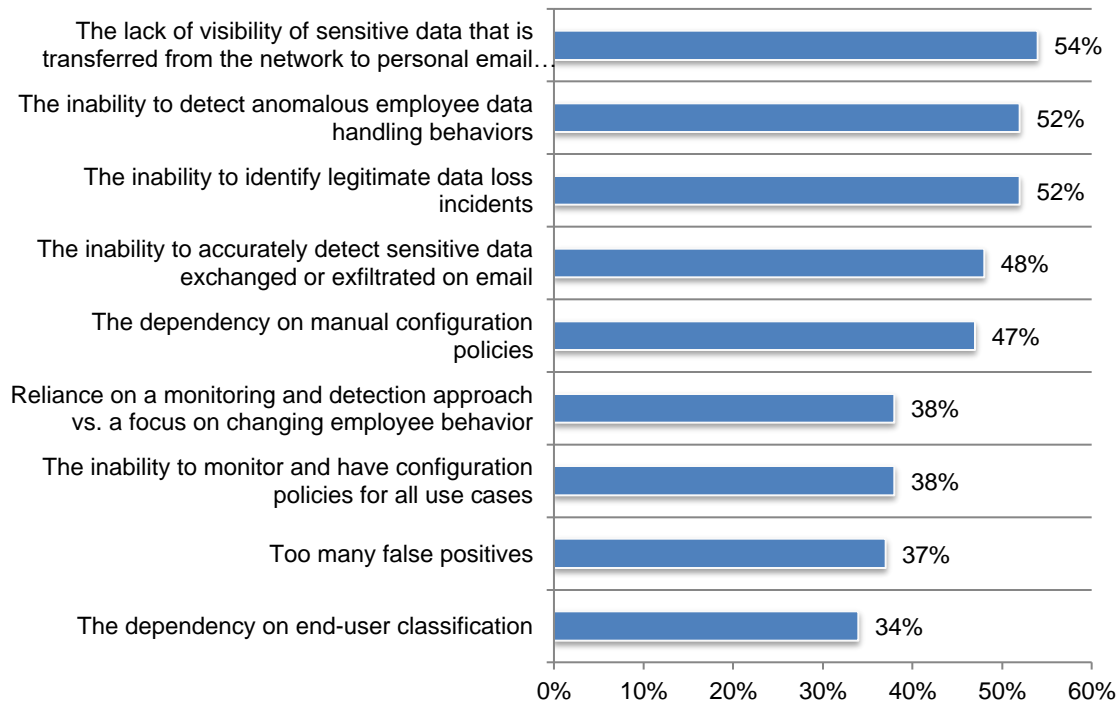 The lack of visibility of sensitive data that is
transferred from the network to personal email…
54%
The inability to detect anomalous employee data
handling behaviors
52%
The inability to identify legitimate data loss
incidents
52%
The inability to accurately detect sensitive data
exchanged or exfiltrated on email
48%
The dependency on manual configuration
policies
47%
Reliance on a monitoring and detection approach
vs. a focus on changing employee behavior
38%
The inability to monitor and have configuration
policies for all use cases
38%
Too many false positives
37%
The dependency on end-user classification
34%
0% 10% 20% 30% 40% 50% 60%